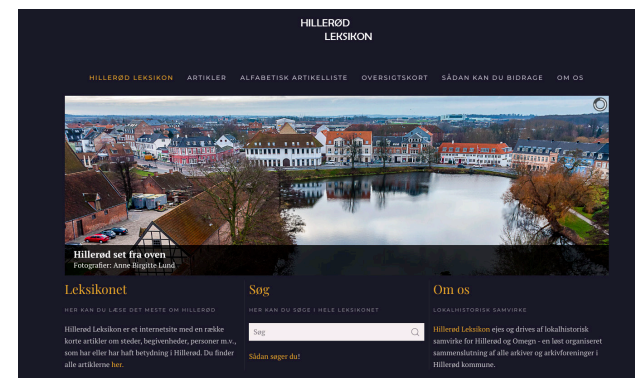 HILLERØD
LEKSIKON
HILLERØD LEKSIKON ARTIKLER ALFABETISK ARTIKELLISTE OVERSIGTSKORT SÅDAN KAN DU BIDRAGE OM OS
Hillerød set fra oven
Fotografier: Anne Birgitte Lund
Leksikonet
HER KAN DU LÆSE DET MESTE OM HILLERØD
Hillerød Leksikon er et internetsite med en række
korte artikler om steder, begivenheder, personer m.v.,
som har eller har haft betydning i Hillerød. Du finder
alle artiklerne her.
Søg
HER KAN DU SØGE I HELE LEKSIKONET
Søg
Sådan søger du!
Om os
LOKALHISTORISK SAMVIRKE
Hillerød Leksikon ejes og drives af lokalhistorisk
samvirke for Hillerød og Omegn - en løst organiseret
sammenslutning af alle arkiver og arkivforeninger i
Hillerød kommune.